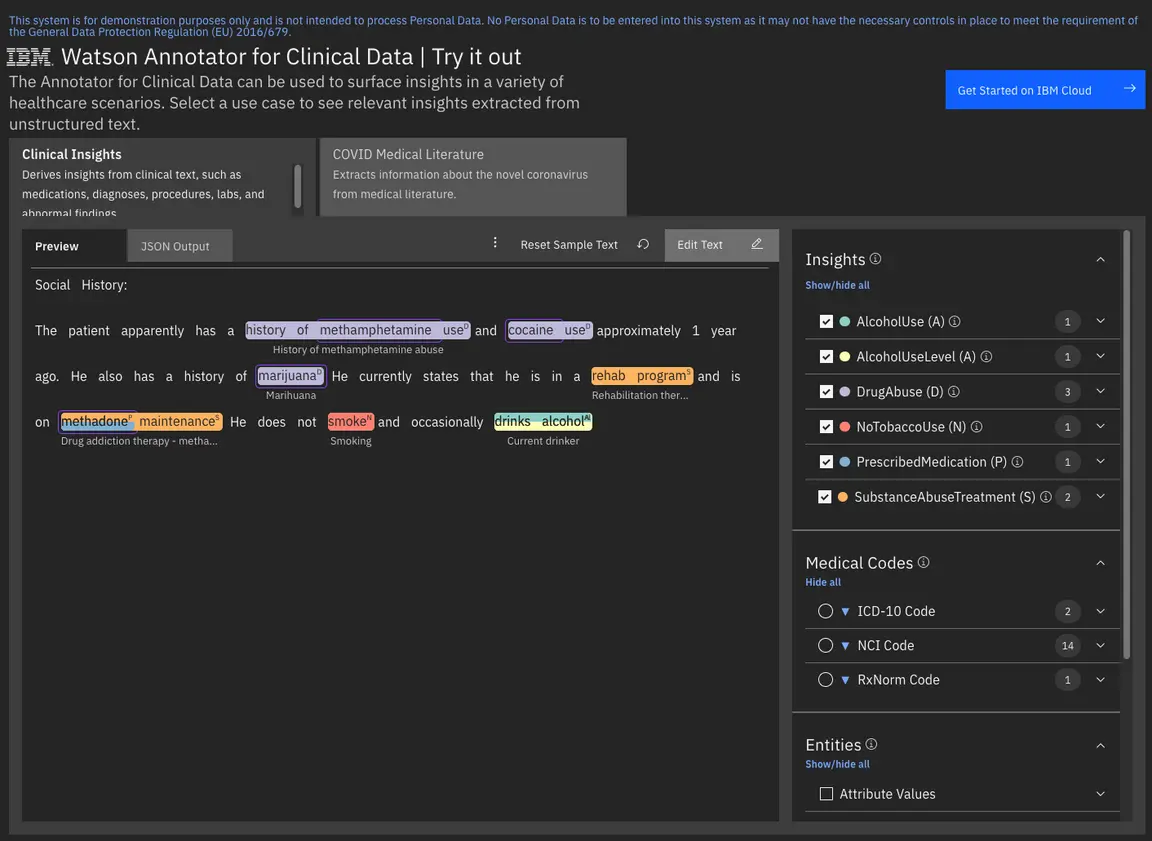 This system is for demonstration purposes only and is not intended to process Personal Data. No Personal Data is to be entered into this system as it may not have the necessary controls in place to meet the requirement of
the General Data Protection Regulation (EU) 2016/679.
IBM Watson Annotator for Clinical Data | Try it out
The Annotator for Clinical Data can be used to surface insights in a variety of
healthcare scenarios. Select a use case to see relevant insights extracted from
unstructured text.
Get Started on IBM Cloud
Clinical Insights
Derives insights from clinical text, such as
medications, diagnoses, procedures, labs, and
abnormal findings
COVID Medical Literature
Extracts information about the novel coronavirus
from medical literature.
Preview
JSON Output
Reset Sample Text
Edit Text
Social History:
The patient apparently has a history of methamphetamine use D and cocaine use D approximately 1 year
History of methamphetamine abuse
ago. He also has a history of marijuana D He currently states that he is in a rehab program S and is
Marihuana Rehabilitation ther...
on methadone P maintenance S He does not smoke N and occasionally drinks alcohol A
Drug addiction therapy - metha... Smoking Current drinker
Insights
Show/hide all
AlcoholUse (A) 1
AlcoholUseLevel (A) 1
DrugAbuse (D) 3
NoTobaccoUse (N) 1
PrescribedMedication (P) 1
SubstanceAbuseTreatment (S) 2
Medical Codes
Hide all
ICD-10 Code 2
NCI Code 14
RxNorm Code 1
Entities
Show/hide all
Attribute Values